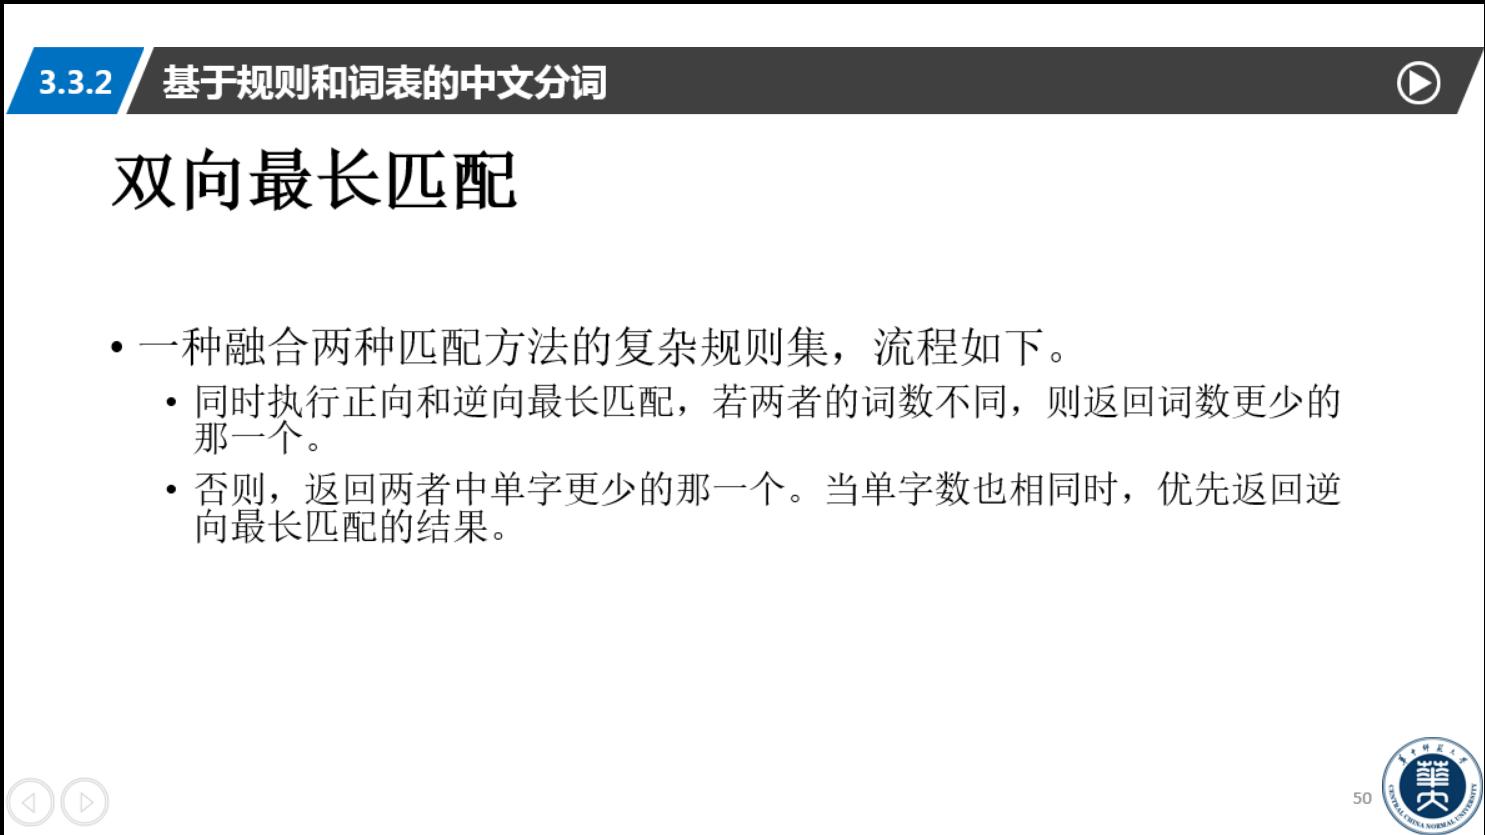 3.3.2 基于规则和词表的中文分词
双向最长匹配
• 一种融合两种匹配方法的复杂规则集，流程如下。
• 同时执行正向和逆向最长匹配，若两者的词数不同，则返回词数更少的
那一个。
• 否则，返回两者中单字更少的那一个。当单字数也相同时，优先返回逆
向最长匹配的结果。
50
华中师范大学
CENTRAL CHINA NORMAL UNIVERSITY